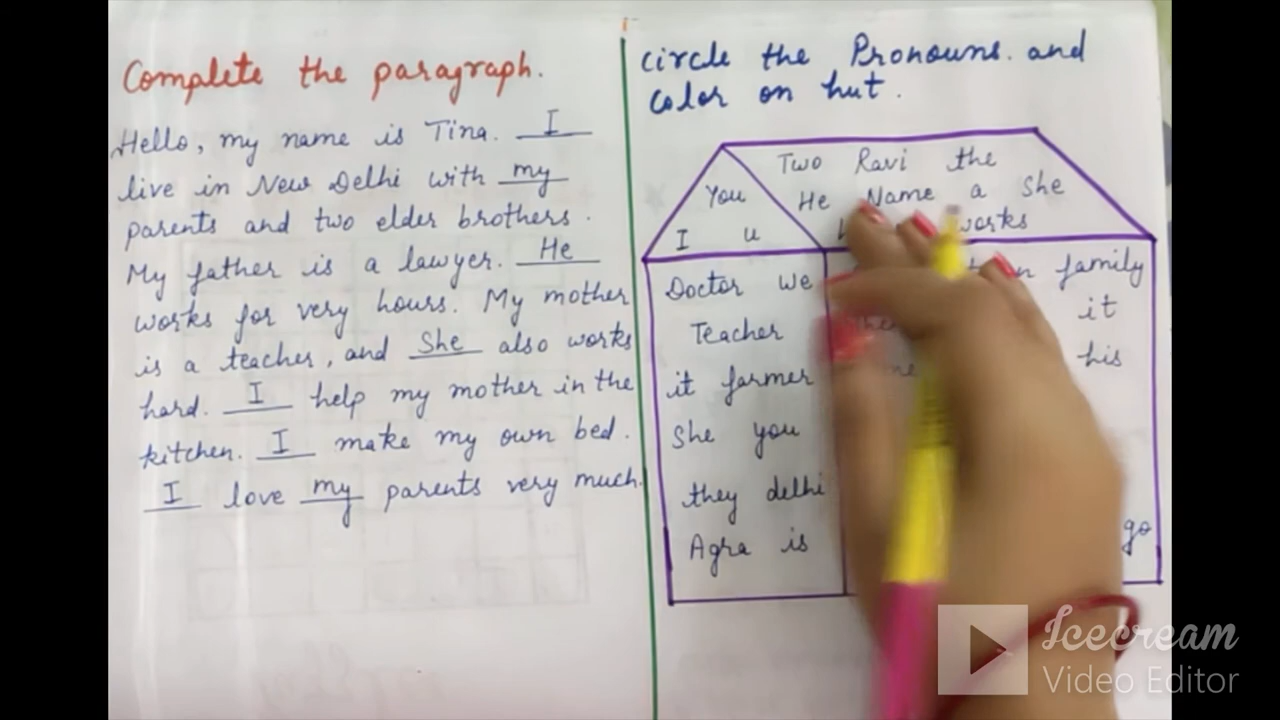 Complete the paragraph.
Hello, my name is Tina. I
live in New Delhi with my
parents and two elder brothers.
My father is a lawyer. He
works for very hours. My mother
is a teacher, and She also works
hard. I help my mother in the
kitchen. I make my own bed.
I love my parents very much.
circle the Pronouns. and
Color on hut.
Two Ravi the
You He Name a She
I u works
Doctor we family
Teacher it
it farmer his
She you
they delhi
Agra is go
Icecream
Video Editor